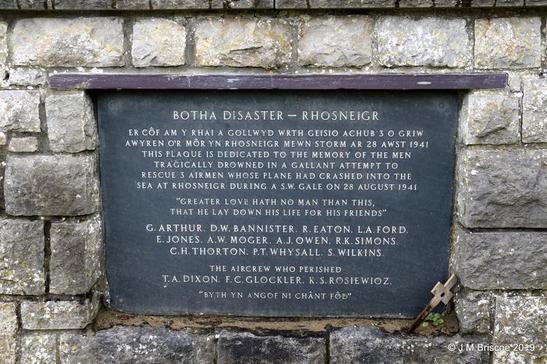 BOTHA DISASTER – RHOSNEIGR
ER CÔF AM Y RHAI A GOLLWYD WRTH GEISIO ACHUB 3 O GRIW
AWYREN O'R MÔR YN RHOSNEIGR MEWN STORM AR 28 AWST 1941
THIS PLAQUE IS DEDICATED TO THE MEMORY OF THE MEN
TRAGICALLY DROWNED IN A GALLANT ATTEMPT TO
RESCUE 3 AIRMEN WHOSE PLANE HAD CRASHED INTO THE
SEA AT RHOSNEIGR DURING A S.W. GALE ON 28 AUGUST 1941
"GREATER LOVE HATH NO MAN THAN THIS,
THAT HE LAY DOWN HIS LIFE FOR HIS FRIENDS"
G. ARTHUR. D.W. BANNISTER. R. EATON. L.A. FORD.
E. JONES. A.W. MOGER. A.J. OWEN. R.K. SIMONS.
C.H. THORTON. P.T. WHYSALL. S. WILKINS.
THE AIRCREW WHO PERISHED
T.A. DIXON. F.C. GLOCKLER. K.S. ROSIEWOZ.
"BYTH YN ANGOF NI CHÂNT FÔD"
© J M Briscoe 2019